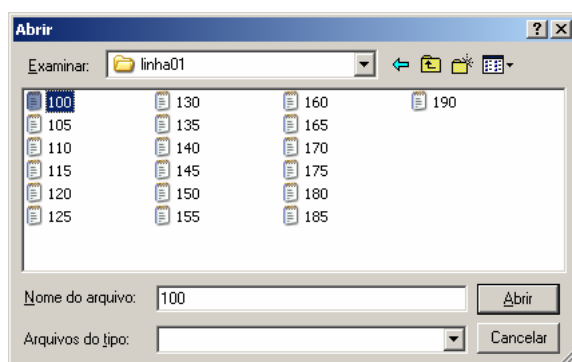 Abrir
Examinar: linha01
100 130 160 190
105 135 165
110 140 170
115 145 175
120 150 180
125 155 185
Nome do arquivo: 100 Abrir
Arquivos do tipo: Cancelar